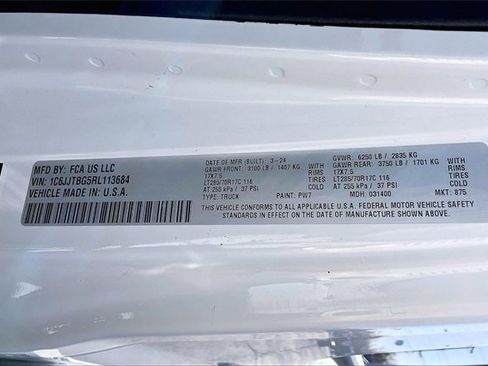 MFD BY: FCA US LLC
VIN: 1C6JJTBG5RL113684
VEHICLE MADE IN: U.S.A.
DATE OF MFR (BUILT): 3-24
GAWR FRONT: 3100 LB / 1407 KG
17X7.5 RIMS
LT285/70R17C 116 TIRES
AT 255 kPa / 37 PSI COLD
TYPE: TRUCK PAINT: PW7
GVWR: 6250 LB / 2835 KG
GAWR REAR: 3750 LB / 1701 KG
17X7.5 RIMS
LT285/70R17C 116 TIRES
AT 255 kPa / 37 PSI COLD
MDH: 031400 MKT: 875
THIS VEHICLE CONFORMS TO ALL APPLICABLE U.S.A. FEDERAL MOTOR VEHICLE SAFETY
STANDARDS IN EFFECT ON THE DATE OF MANUFACTURE SHOWN ABOVE.